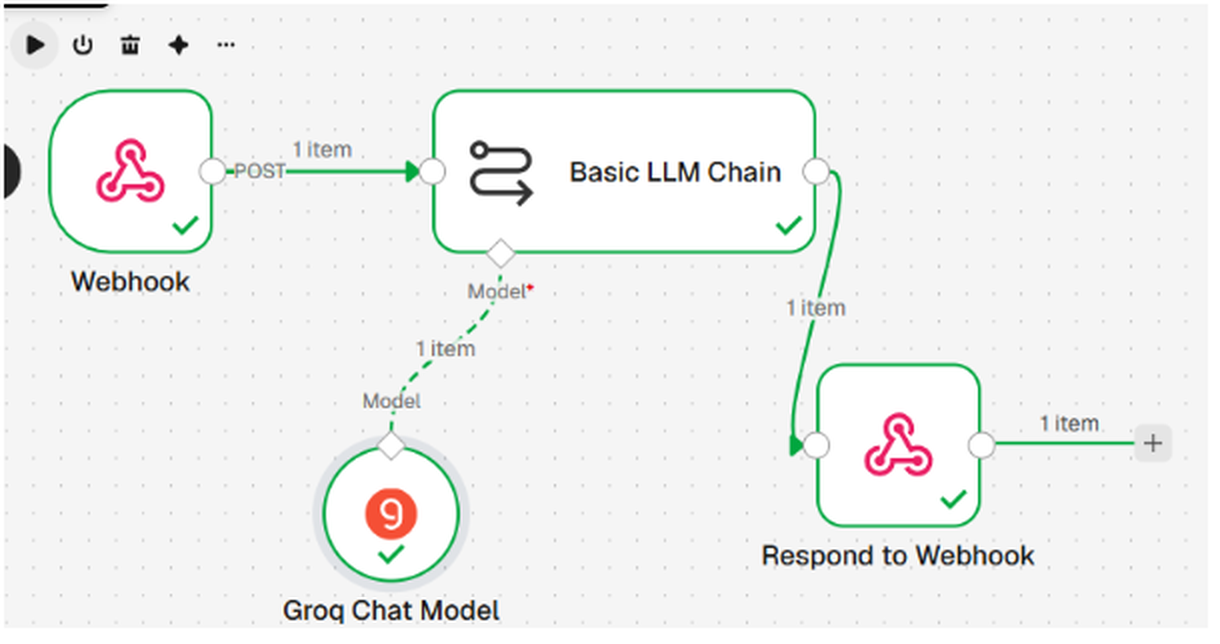 POST
1 item
Basic LLM Chain
Webhook
Model*
1 item
1 item
Model
1 item
Respond to Webhook
Groq Chat Model